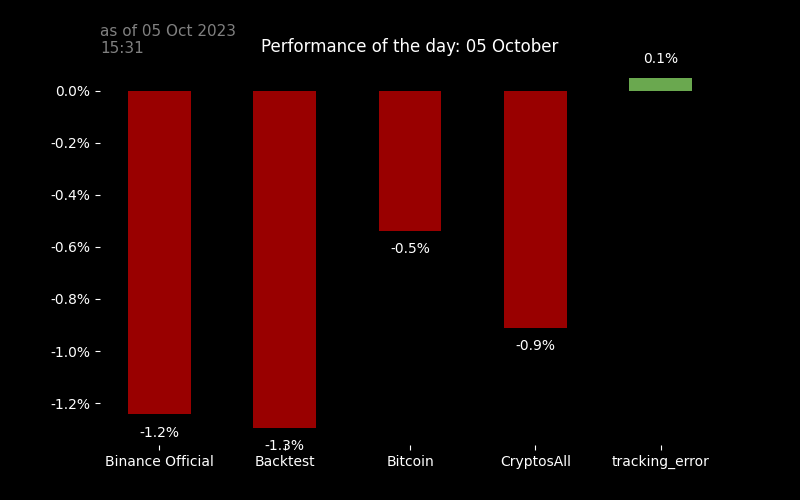 as of 05 Oct 2023
15:31
Performance of the day: 05 October
0.1%
0.0%
-0.2%
-0.4%
-0.6%
-0.8%
-1.0%
-1.2%
-0.5%
-0.9%
-1.2%
-1.3%
Binance Official
Backtest
Bitcoin
CryptosAll
tracking_error